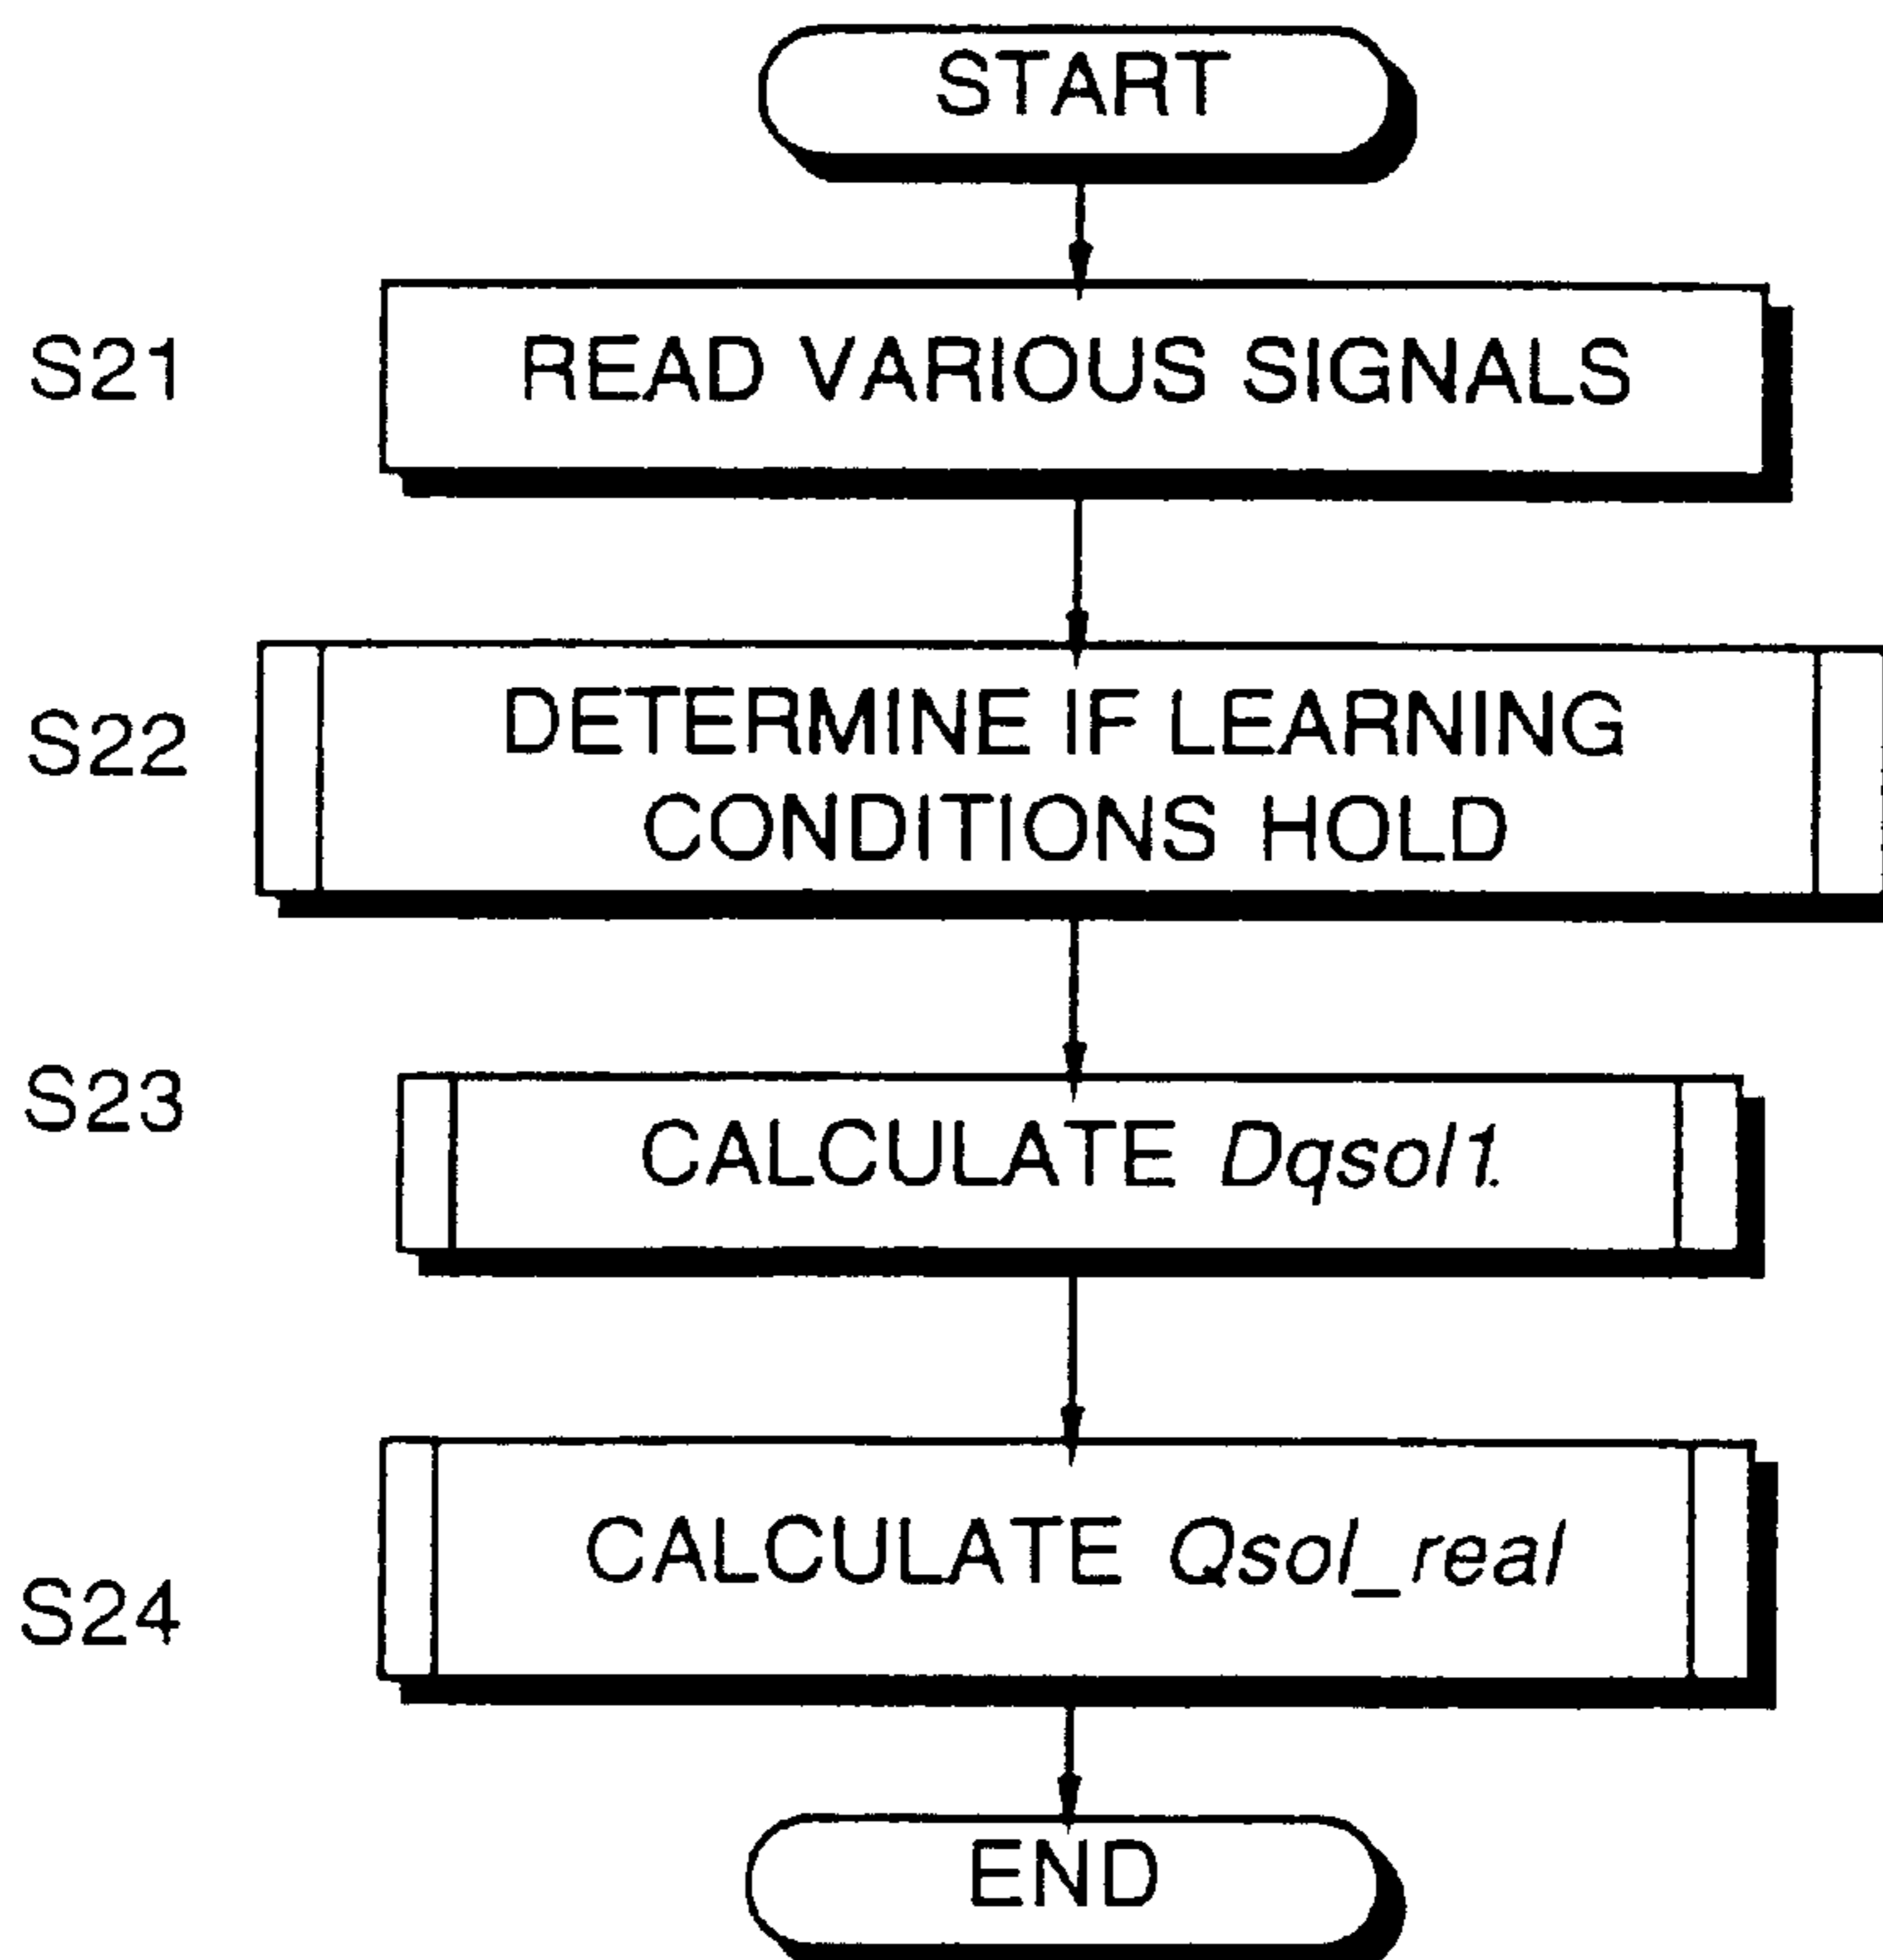 START
S21
READ VARIOUS SIGNALS
S22
DETERMINE IF LEARNING
CONDITIONS HOLD
S23
CALCULATE Dqsol1.
CALCULATE Qsol_real
S24
END